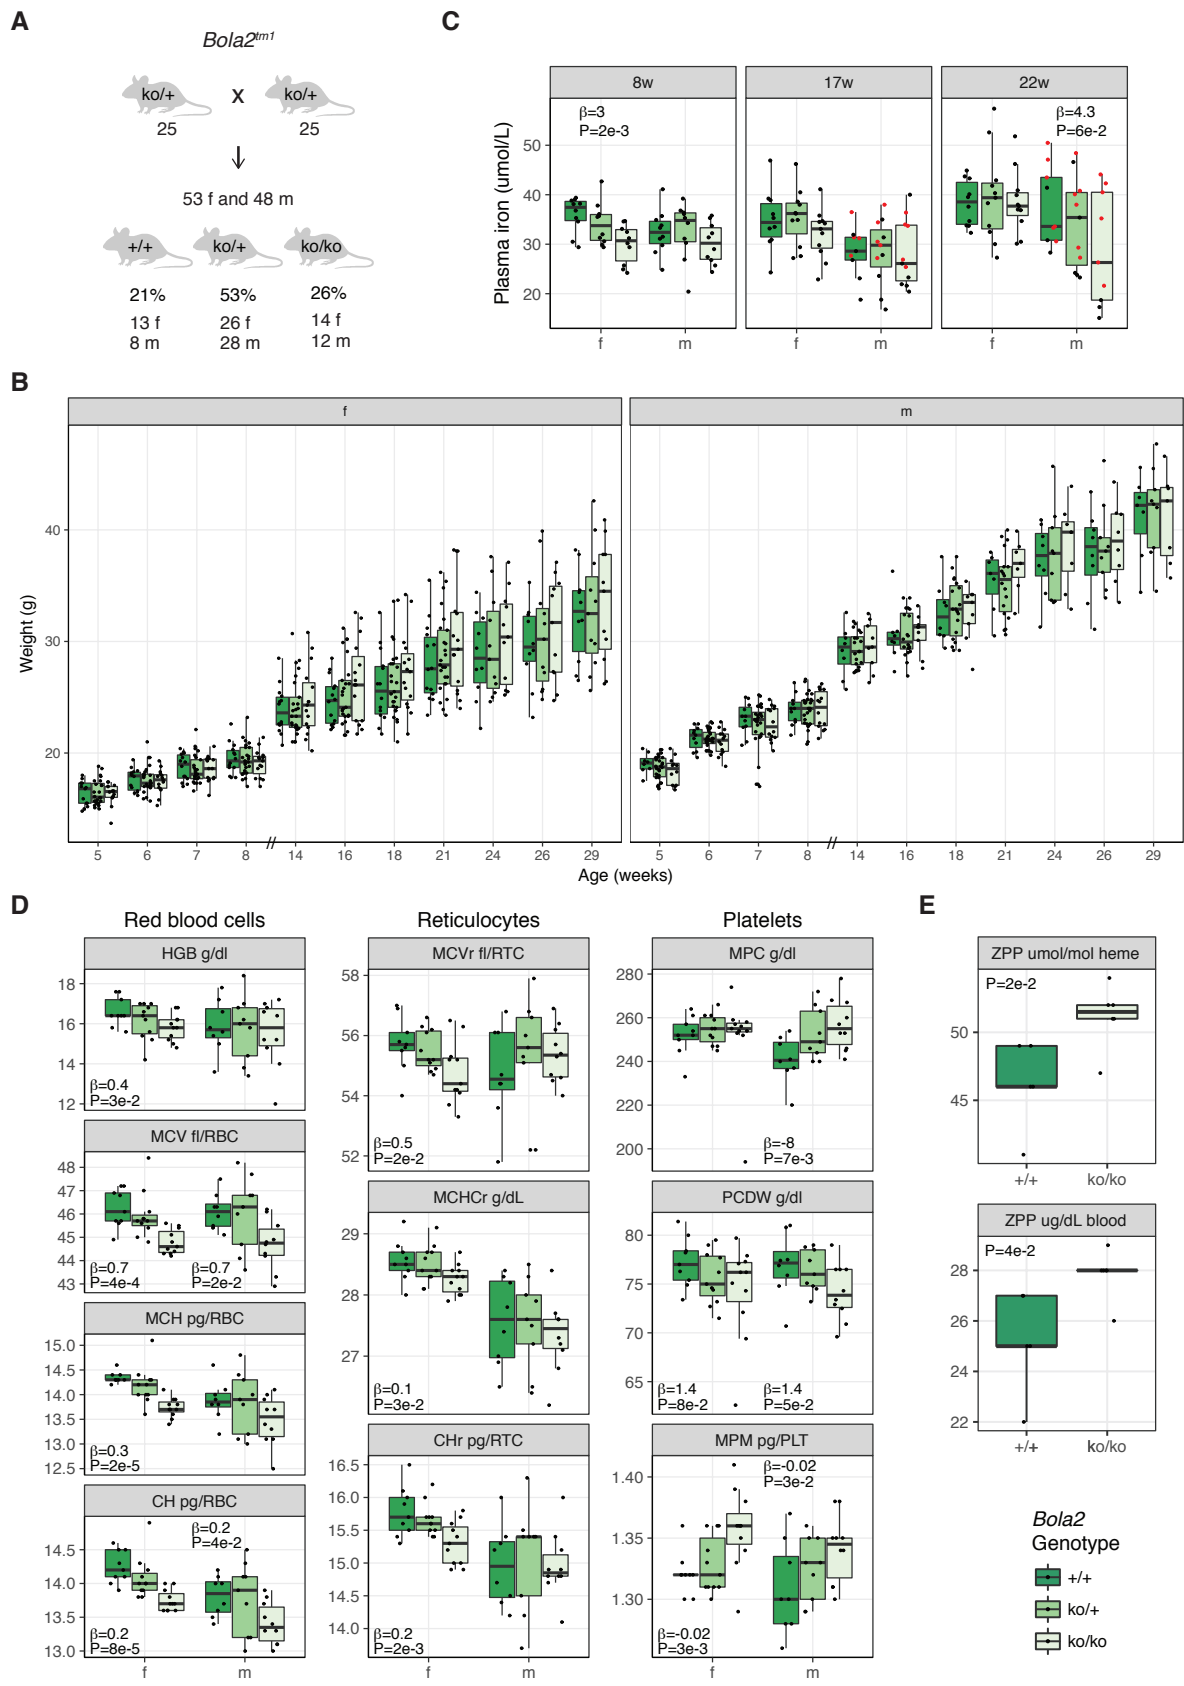 A
Bola2tm1
ko/+
X
ko/+
25
25
53 f and 48 m
+/+
ko/+
ko/ko
21%
53%
26%
13 f
26 f
14 f
8 m
28 m
12 m
C
8w
17w
22w
β=3
P=2e-3
β=4.3
P=6e-2
Plasma iron (umol/L)
50
40
30
20
f
m
f
m
f
m
B
f
m
Weight (g)
40
30
20
5
6
7
8
//
14
16
18
21
24
26
29
5
6
7
8
//
14
16
18
21
24
26
29
Age (weeks)
D
Red blood cells
HGB g/dl
18
16
14
12
β=0.4
P=3e-2
MCV fl/RBC
48
47
46
45
44
43
β=0.7
P=4e-4
β=0.7
P=2e-2
MCH pg/RBC
15.0
14.5
14.0
13.5
13.0
12.5
β=0.3
P=2e-5
CH pg/RBC
14.5
14.0
13.5
13.0
β=0.2
P=4e-2
β=0.2
P=8e-5
f
m
Reticulocytes
MCVr fl/RTC
58
56
54
52
β=0.5
P=2e-2
MCHCr g/dL
29
28
27
β=0.1
P=3e-2
CHr pg/RTC
16.5
16.0
15.5
15.0
14.5
14.0
β=0.2
P=2e-3
f
m
Platelets
MPC g/dl
280
260
240
220
200
β=-8
P=7e-3
PCDW g/dl
80
75
70
65
β=1.4
P=8e-2
β=1.4
P=5e-2
MPM pg/PLT
1.40
1.35
1.30
β=-0.02
P=3e-2
β=-0.02
P=3e-3
f
m
E
ZPP umol/mol heme
P=2e-2
50
45
+/+
ko/ko
ZPP ug/dL blood
P=4e-2
28
26
24
22
+/+
ko/ko
Bola2
Genotype
+/+
ko/+
ko/ko